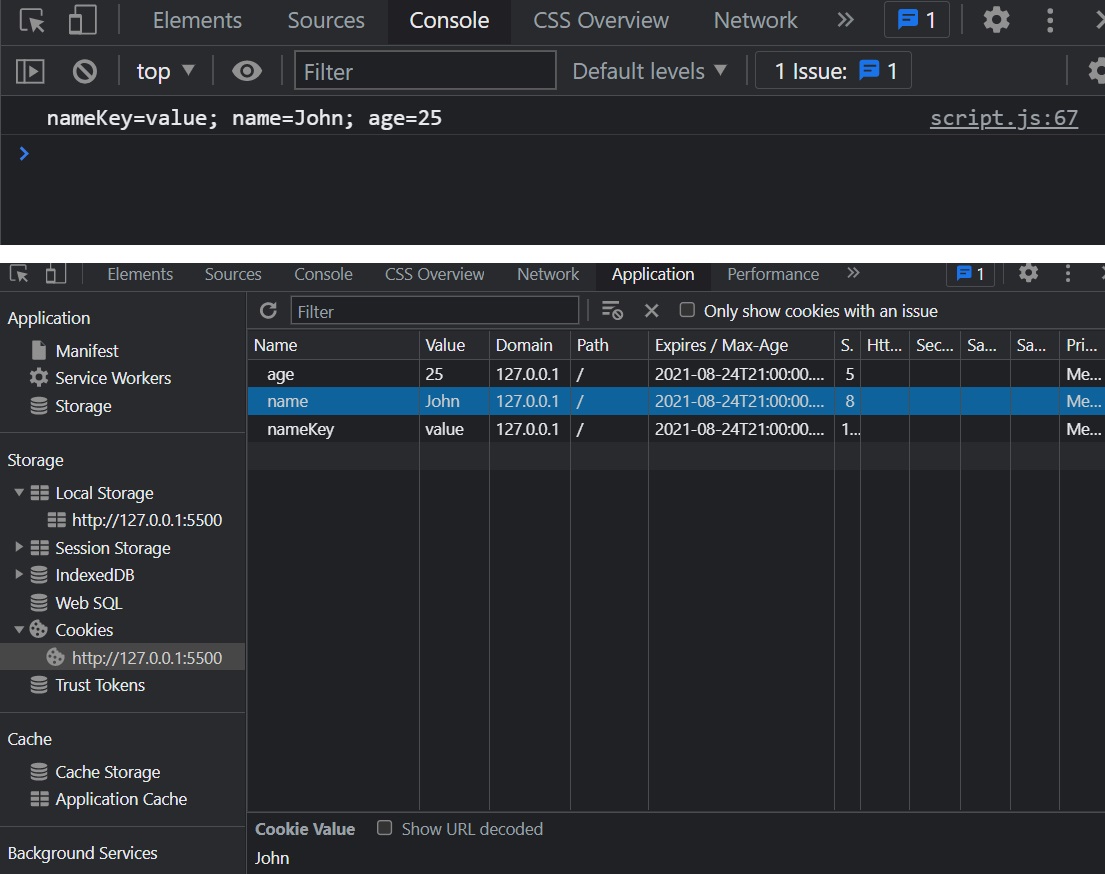 Elements Sources Console CSS Overview Network 1
top Filter Default levels 1 Issue: 1
nameKey=value; name=John; age=25 script.js:67
Elements Sources Console CSS Overview Network Application Performance 1
Application
Manifest
Service Workers
Storage
Storage
Local Storage
http://127.0.0.1:5500
Session Storage
IndexedDB
Web SQL
Cookies
http://127.0.0.1:5500
Trust Tokens
Cache
Cache Storage
Application Cache
Background Services
Filter Only show cookies with an issue
Name Value Domain Path Expires / Max-Age S. Htt... Sec... Sa... Sa... Pri...
age 25 127.0.0.1 / 2021-08-24T21:00:00.... 5 Me...
name John 127.0.0.1 / 2021-08-24T21:00:00.... 8 Me...
nameKey value 127.0.0.1 / 2021-08-24T21:00:00.... 1... Me...
Cookie Value Show URL decoded
John